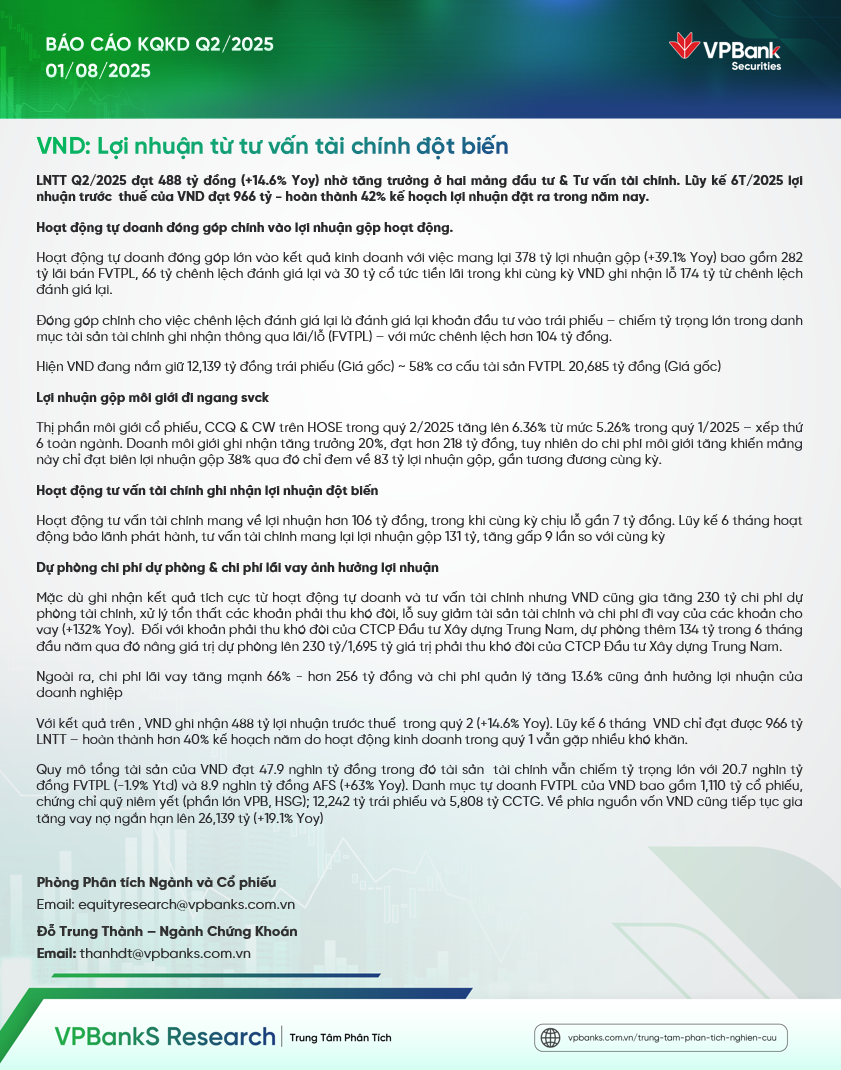 BÁO CÁO KQKD Q2/2025
01/08/2025
VPBank
Securities
VND: Lợi nhuận từ tư vấn tài chính đột biến
LNTT Q2/2025 đạt 488 tỷ đồng (+14.6% Yoy) nhờ tăng trưởng ở hai mảng đầu tư & Tư vấn tài chính. Lũy kế 6T/2025 lợi
nhuận trước thuế của VND đạt 966 tỷ - hoàn thành 42% kế hoạch lợi nhuận đặt ra trong năm nay.
Hoạt động tự doanh đóng góp chính vào lợi nhuận gộp hoạt động.
Hoạt động tự doanh đóng góp lớn vào kết quả kinh doanh với việc mang lại 378 tỷ lợi nhuận gộp (+39.1% Yoy) bao gồm 282
tỷ lãi bán FVTPL, 66 tỷ chênh lệch đánh giá lại và 30 tỷ cổ tức tiền lãi trong khi cùng kỳ VND ghi nhận lỗ 174 tỷ từ chênh lệch
đánh giá lại.
Đóng góp chính cho việc chênh lệch đánh giá lại là đánh giá lại khoản đầu tư vào trái phiếu – chiếm tỷ trọng lớn trong danh
mục tài sản tài chính ghi nhận thông qua lãi/lỗ (FVTPL) – với mức chênh lệch hơn 104 tỷ đồng.
Hiện VND đang nắm giữ 12,139 tỷ đồng trái phiếu (Giá gốc) ~ 58% cơ cấu tài sản FVTPL 20,685 tỷ đồng (Giá gốc)
Lợi nhuận gộp môi giới đi ngang svck
Thị phần môi giới cổ phiếu, CCQ & CW trên HOSE trong quý 2/2025 tăng lên 6.36% từ mức 5.26% trong quý 1/2025 – xếp thứ
6 toàn ngành. Doanh môi giới ghi nhận tăng trưởng 20%, đạt hơn 218 tỷ đồng, tuy nhiên do chi phí môi giới tăng khiến mảng
này chỉ đạt biên lợi nhuận gộp 38% qua đó chỉ đem về 83 tỷ lợi nhuận gộp, gần tương đương cùng kỳ.
Hoạt động tư vấn tài chính ghi nhận lợi nhuận đột biến
Hoạt động tư vấn tài chính mang về lợi nhuận hơn 106 tỷ đồng, trong khi cùng kỳ chịu lỗ gần 7 tỷ đồng. Lũy kế 6 tháng hoạt
động bảo lãnh phát hành, tư vấn tài chính mang lại lợi nhuận gộp 131 tỷ, tăng gấp 9 lần so với cùng kỳ
Dự phòng chi phí dự phòng & chi phí lãi vay ảnh hưởng lợi nhuận
Mặc dù ghi nhận kết quả tích cực từ hoạt động tự doanh và tư vấn tài chính nhưng VND cũng gia tăng 230 tỷ chi phí dự
phòng tài chính, xử lý tổn thất các khoản phải thu khó đòi, lỗ suy giảm tài sản tài chính và chi phí đi vay của các khoản cho
vay (+132% Yoy). Đối với khoản phải thu khó đòi của CTCP Đầu tư Xây dựng Trung Nam, dự phòng thêm 134 tỷ trong 6 tháng
đầu năm qua đó nâng giá trị dự phòng lên 230 tỷ/1,695 tỷ giá trị phải thu khó đòi của CTCP Đầu tư Xây dựng Trung Nam.
Ngoài ra, chi phí lãi vay tăng mạnh 66% - hơn 256 tỷ đồng và chi phí quản lý tăng 13.6% cũng ảnh hưởng lợi nhuận của
doanh nghiệp
Với kết quả trên , VND ghi nhận 488 tỷ lợi nhuận trước thuế trong quý 2 (+14.6% Yoy). Lũy kế 6 tháng VND chỉ đạt được 966 tỷ
LNTT – hoàn thành hơn 40% kế hoạch năm do hoạt động kinh doanh trong quý 1 vẫn gặp nhiều khó khăn.
Quy mô tổng tài sản của VND đạt 47.9 nghìn tỷ đồng trong đó tài sản tài chính vẫn chiếm tỷ trọng lớn với 20.7 nghìn tỷ
đồng FVTPL (-1.9% Ytd) và 8.9 nghìn tỷ đồng AFS (+63% Yoy). Danh mục tự doanh FVTPL của VND bao gồm 1,110 tỷ cổ phiếu,
chứng chỉ quỹ niêm yết (phần lớn VPB, HSG); 12,242 tỷ trái phiếu và 5,808 tỷ CCTG. Về phía nguồn vốn VND cũng tiếp tục gia
tăng vay nợ ngắn hạn lên 26,139 tỷ (+19.1% Yoy)
Phòng Phân tích Ngành và Cổ phiếu
Email: equityresearch@vpbanks.com.vn
Đỗ Trung Thành – Ngành Chứng Khoán
Email: thanhdt@vpbanks.com.vn
VPBankS Research | Trung Tâm Phân Tích
vpbanks.com.vn/trung-tam-phan-tich-nghien-cuu